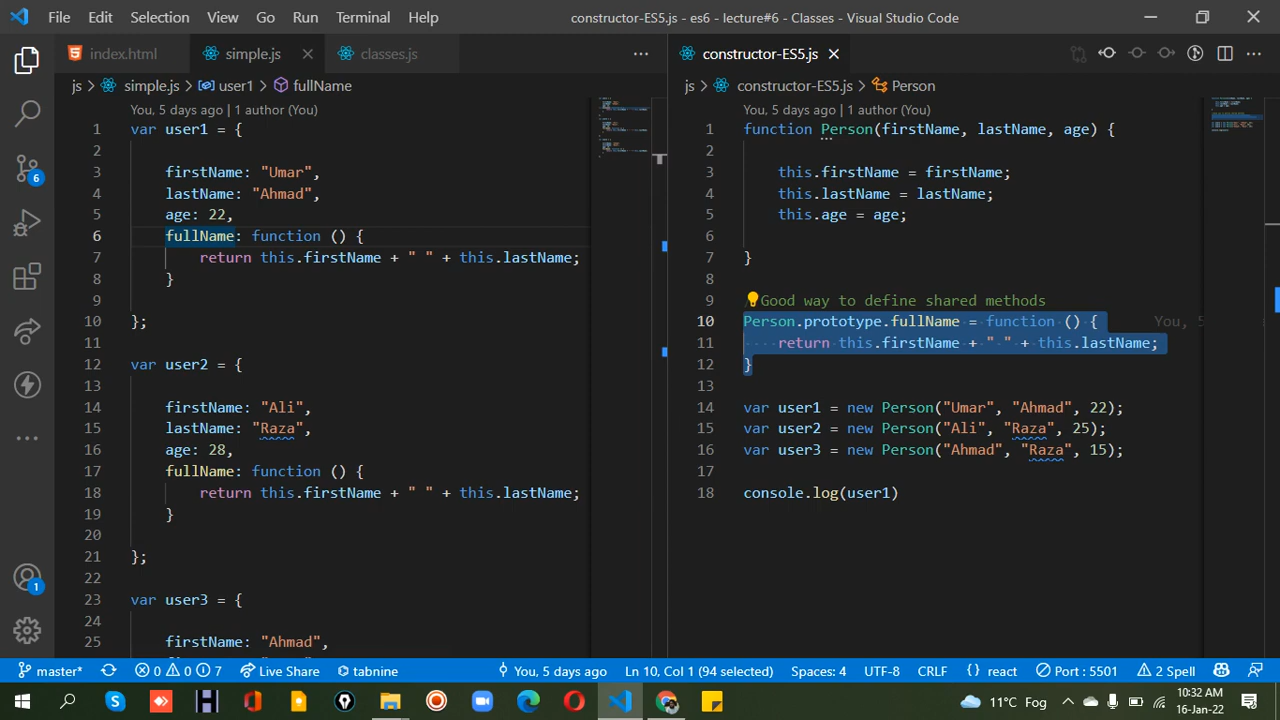 File Edit Selection View Go Run Terminal Help constructor-ES5.js - es6 - lecture#6 - Classes - Visual Studio Code
index.html simple.js classes.js
js > simple.js > user1 > fullName
You, 5 days ago | 1 author (You)
1 var user1 = {
2
3 firstName: "Umar",
4 lastName: "Ahmad",
5 age: 22,
6 fullName: function () {
7 return this.firstName + " " + this.lastName;
8 }
9
10 };
11
12 var user2 = {
13
14 firstName: "Ali",
15 lastName: "Raza",
16 age: 28,
17 fullName: function () {
18 return this.firstName + " " + this.lastName;
19 }
20
21 };
22
23 var user3 = {
24
25 firstName: "Ahmad",
constructor-ES5.js
js > constructor-ES5.js > Person
You, 5 days ago | 1 author (You)
1 function Person(firstName, lastName, age) {
2
3 this.firstName = firstName;
4 this.lastName = lastName;
5 this.age = age;
6
7 }
8
9 /Good way to define shared methods
10 Person.prototype.fullName = function () { You, 5
11 return this.firstName + " " + this.lastName;
12 }
13
14 var user1 = new Person("Umar", "Ahmad", 22);
15 var user2 = new Person("Ali", "Raza", 25);
16 var user3 = new Person("Ahmad", "Raza", 15);
17
18 console.log(user1)
6
1
master* 0 0 7 Live Share tabnine You, 5 days ago Ln 10, Col 1 (94 selected) Spaces: 4 UTF-8 CRLF { } react Port : 5501 2 Spell
11°C Fog 10:32 AM
16-Jan-22